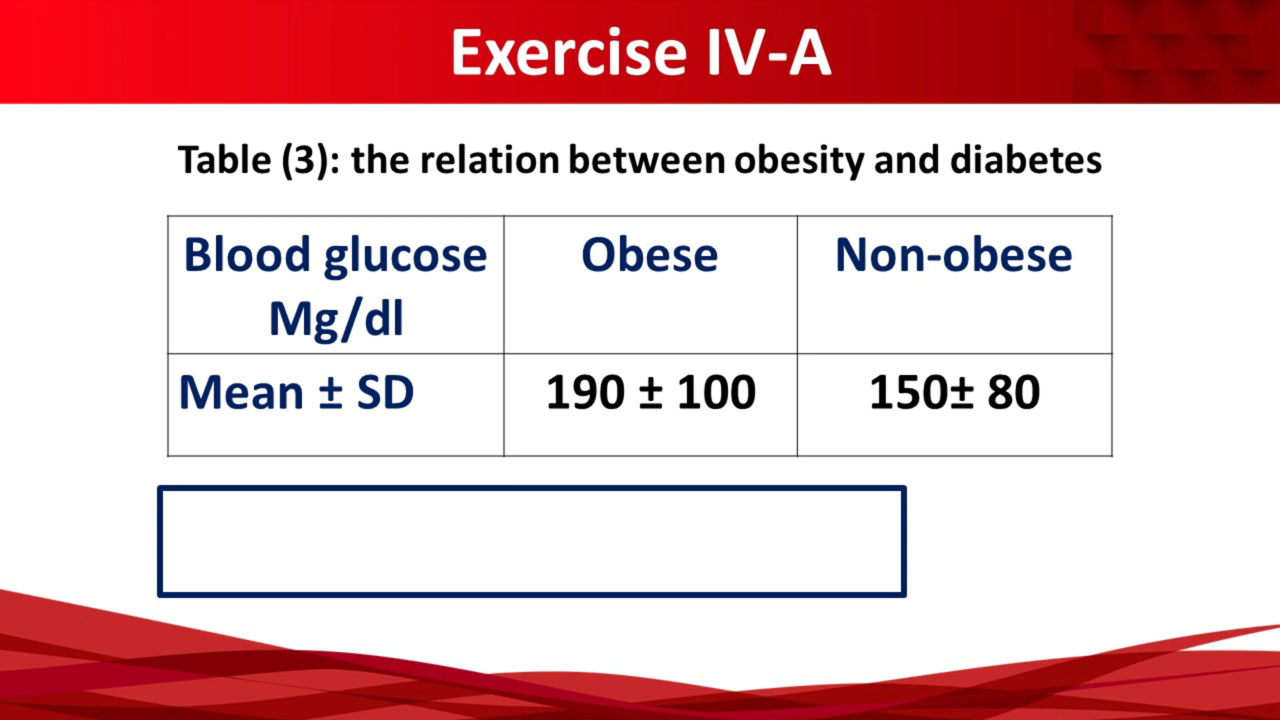 Exercise IV-A
Table (3): the relation between obesity and diabetes
Blood glucose Obese Non-obese
Mg/dl
Mean ± SD 190 ± 100 150± 80